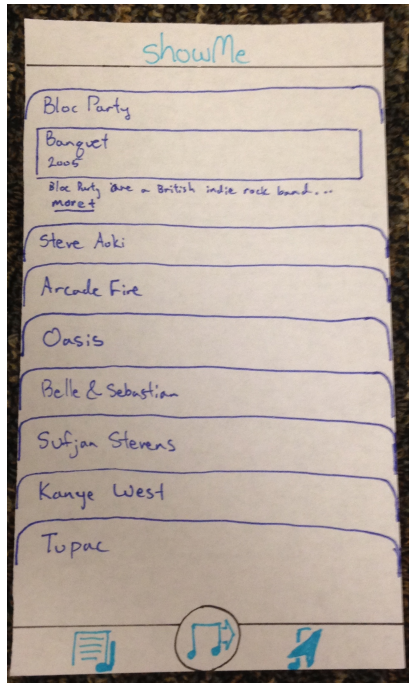 showMe
Bloc Party
Banquet
2005
Bloc Party are a British indie rock band...
more+
Steve Aoki
Arcade Fire
Oasis
Belle & Sebastian
Sufjan Stevens
Kanye West
Tupac